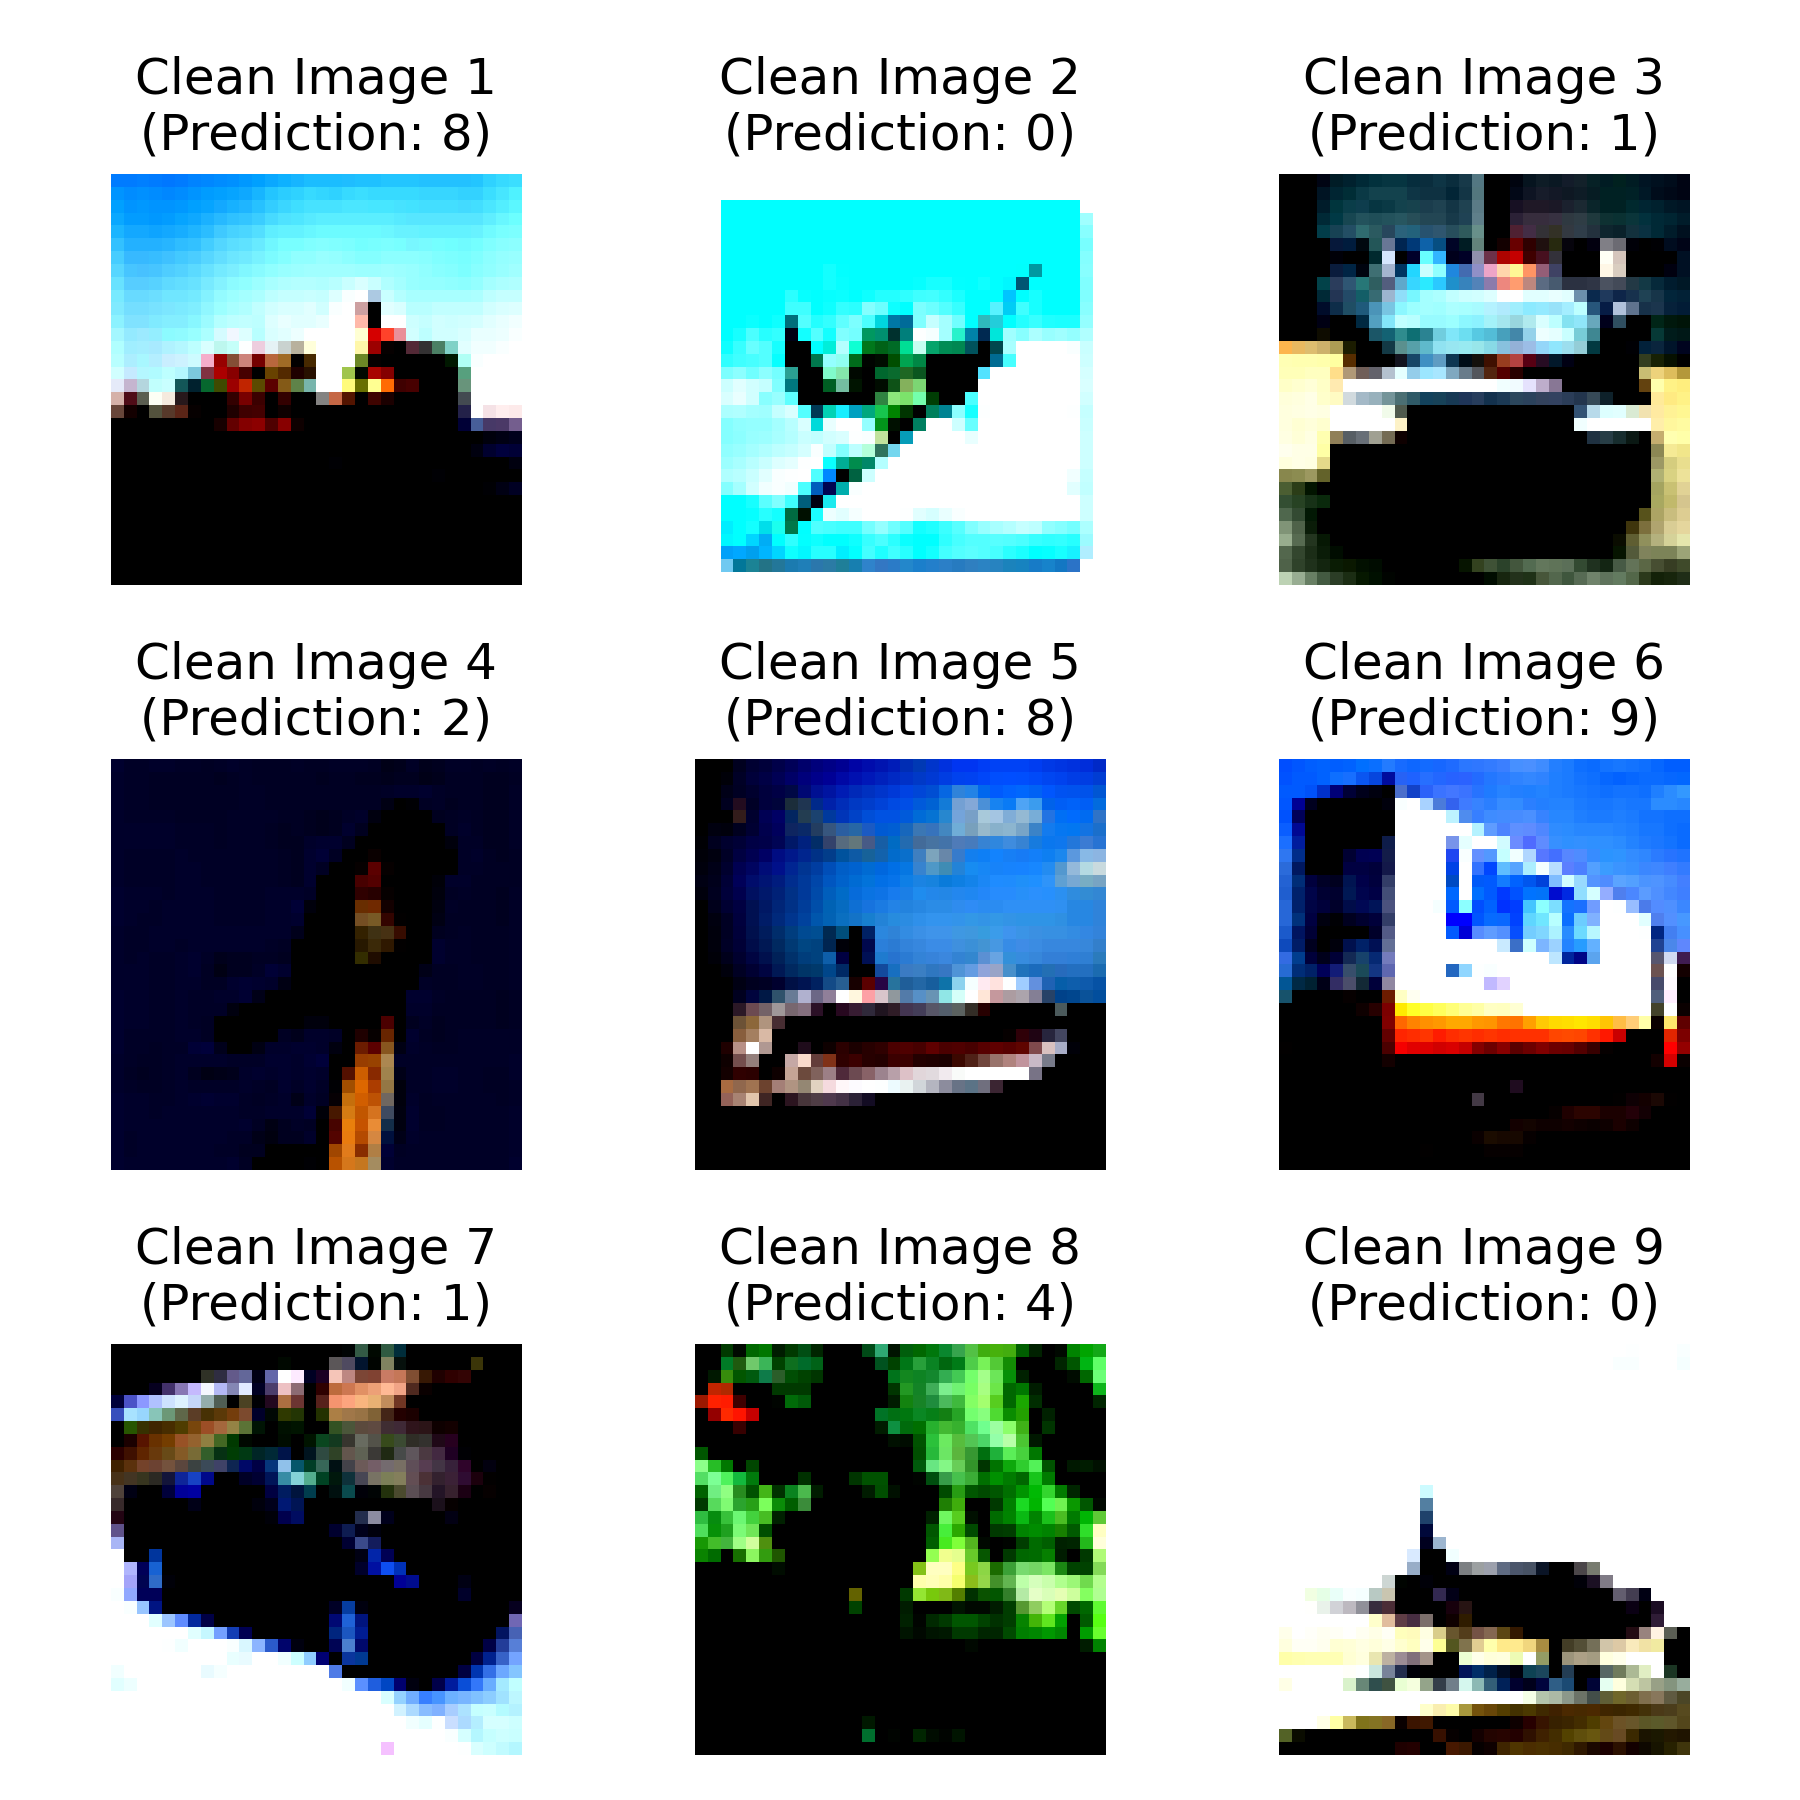 Clean Image 1
(Prediction: 8)
Clean Image 2
(Prediction: 0)
Clean Image 3
(Prediction: 1)
Clean Image 4
(Prediction: 2)
Clean Image 5
(Prediction: 8)
Clean Image 6
(Prediction: 9)
Clean Image 7
(Prediction: 1)
Clean Image 8
(Prediction: 4)
Clean Image 9
(Prediction: 0)